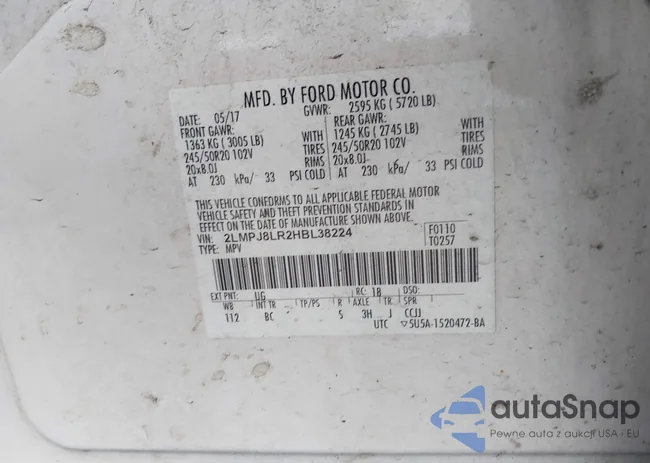 MFD. BY FORD MOTOR CO.
DATE: 05/17 GVWR: 2595 KG ( 5720 LB)
FRONT GAWR: REAR GAWR:
1363 KG ( 3005 LB) WITH 1245 KG ( 2745 LB) WITH
245/50R20 102V TIRES 245/50R20 102V TIRES
20x8.0J RIMS 20x8.0J- RIMS
AT 230 kPa/ 33 PSI COLD AT 230 kPa/ 33 PSI COLD
THIS VEHICLE CONFORMS TO ALL APPLICABLE FEDERAL MOTOR
VEHICLE SAFETY AND THEFT PREVENTION STANDARDS IN
EFFECT ON THE DATE OF MANUFACTURE SHOWN ABOVE.
VIN: 2LMPJ8LR2HBL38224 F0110
TYPE: MPV T0257
EXT PNT: UG RC: 18 DSO:
WB INT TR TP/PS R AXLE TR SPR
112 BC 5 3H J CCJJ
UTC ▽5U5A-1520472-BA
autoSnap
Pewne auta z aukcji USA - EU